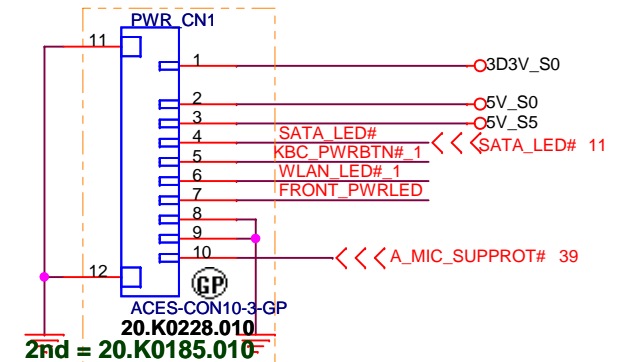 PWR_CN1
11
1
3D3V_S0
2
5V_S0
3
5V_S5
4
SATA_LED#
SATA_LED# 11
5
KBC_PWRBTN#_1
6
WLAN_LED#_1
7
FRONT_PWRLED
8
9
10
A_MIC_SUPPROT# 39
12
GP
ACES-CON10-3-GP
20.K0228.010
2nd = 20.K0185.010